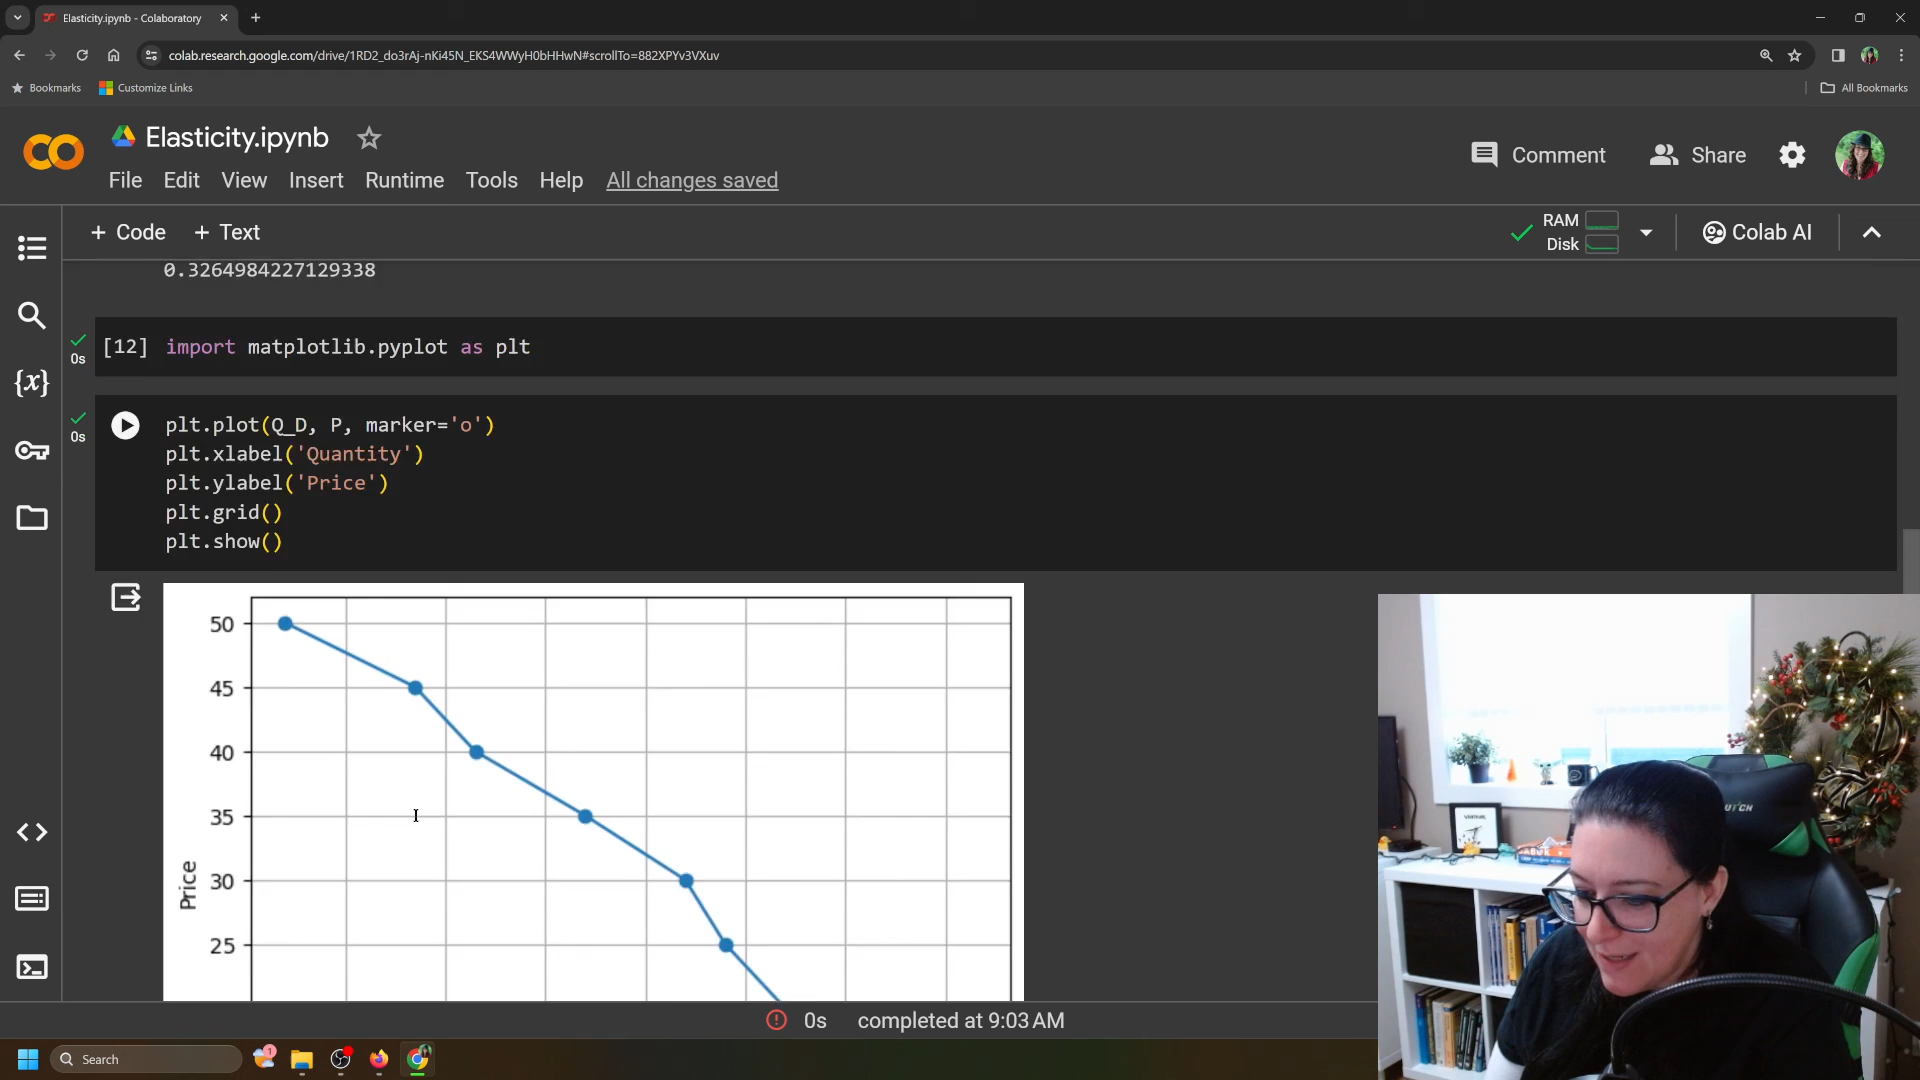 Elasticity.ipynb - Colaboratory
colab.research.google.com/drive/1RD2_do3rAj-nKi45N_EKS4WWyH0bHHwN#scrollTo=882XPYv3VXuv
Bookmarks
Customize Links
All Bookmarks
Elasticity.ipynb
Comment
Share
File
Edit
View
Insert
Runtime
Tools
Help
All changes saved
+ Code
+ Text
RAM
Disk
Colab AI
0.3264984227129338
0s
[12] import matplotlib.pyplot as plt
0s
plt.plot(Q_D, P, marker='o')
plt.xlabel('Quantity')
plt.ylabel('Price')
plt.grid()
plt.show()
50
45
40
35
30
25
Price
0s completed at 9:03 AM
Search
1